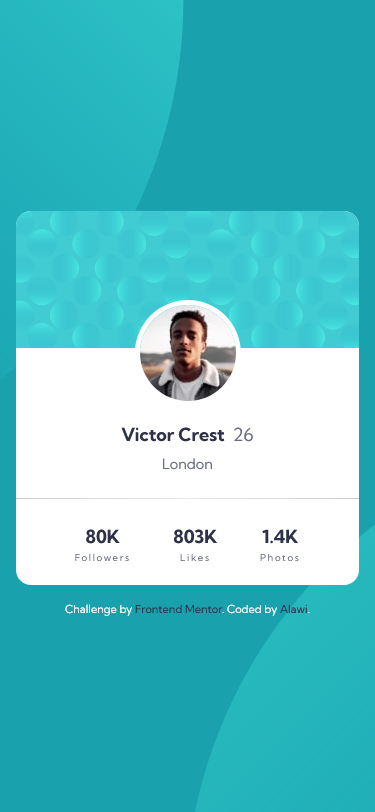 Victor Crest 26
London
80K 803K 1.4K
Followers Likes Photos
Challenge by Frontend Mentor. Coded by Alawi.